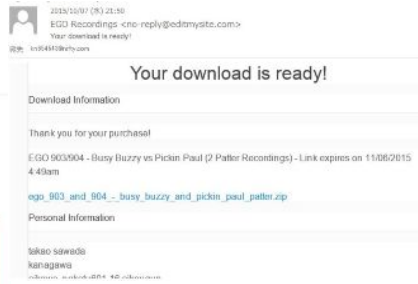 2015/10/07 (水) 21:50
EGO Recordings <no-reply@editmysite.com>
Your download is ready!
宛先
Your download is ready!
Download Information
Thank you for your purchase!
EGO 903/904 - Busy Buzzy vs Pickin Paul (2 Patter Recordings) - Link expires on 11/06/2015
4:49am
ego_903_and_904_-_busy_buzzy_and_pickin_paul_patter.zip
Personal Information
takao sawada
kanagawa